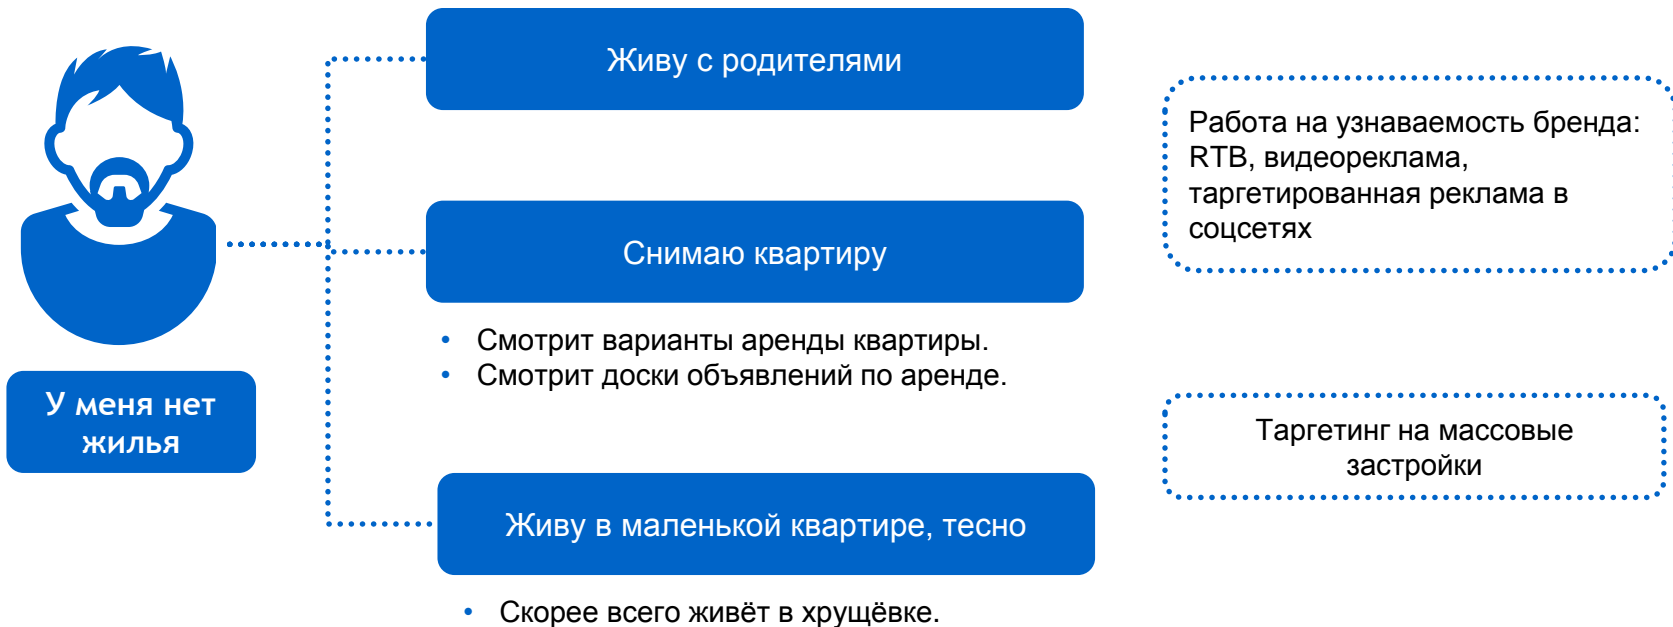 Живу с родителями
Работа на узнаваемость бренда:
RTB, видеореклама,
таргетированная реклама в
соцсетях
Снимаю квартиру
• Смотрит варианты аренды квартиры.
• Смотрит доски объявлений по аренде.
У меня нет
жилья
Таргетинг на массовые
застройки
Живу в маленькой квартире, тесно
• Скорее всего живёт в хрущёвке.